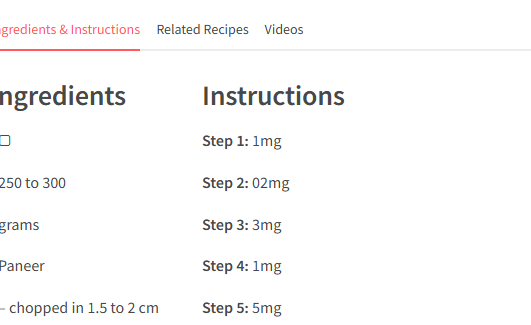 ngredients & Instructions Related Recipes Videos
ngredients Instructions
Step 1: 1mg
250 to 300 Step 2: 02mg
grams Step 3: 3mg
Paneer Step 4: 1mg
– chopped in 1.5 to 2 cm Step 5: 5mg